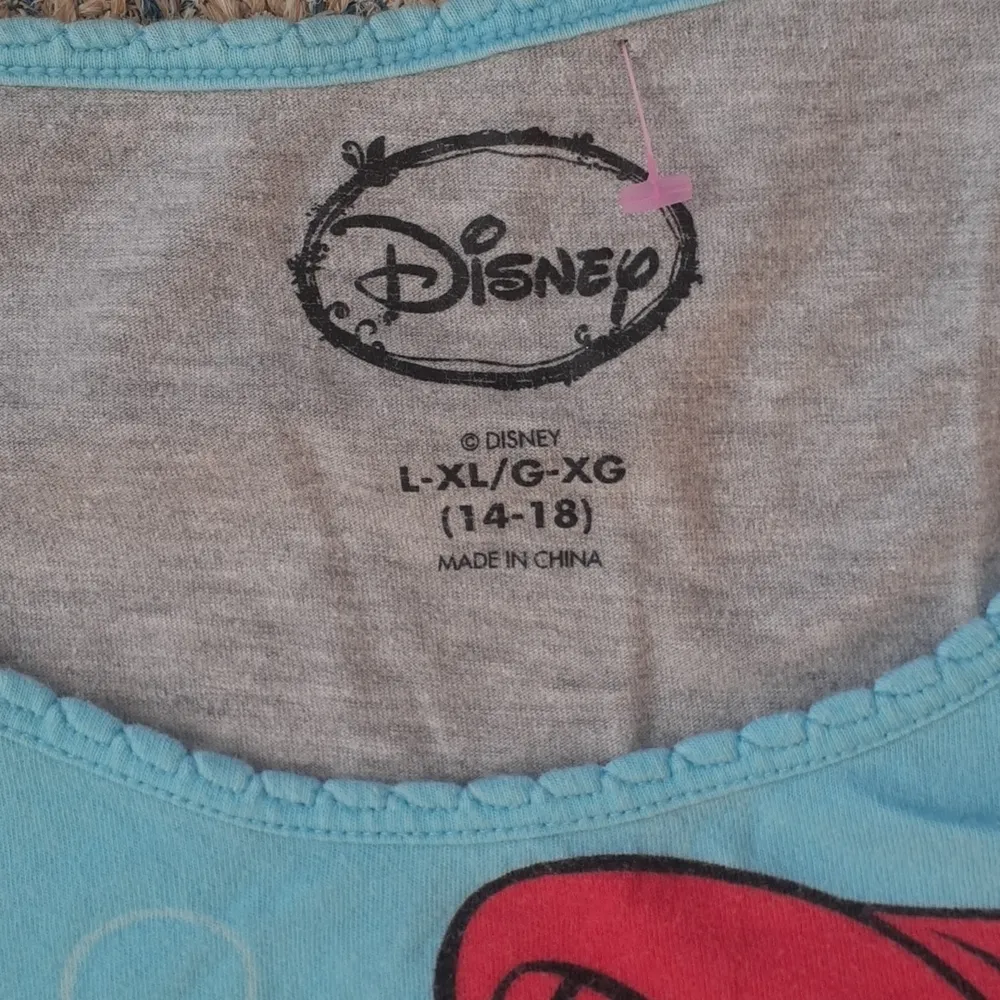 Disney
© DISNEY
L-XL/G-XG
(14-18)
MADE IN CHINA